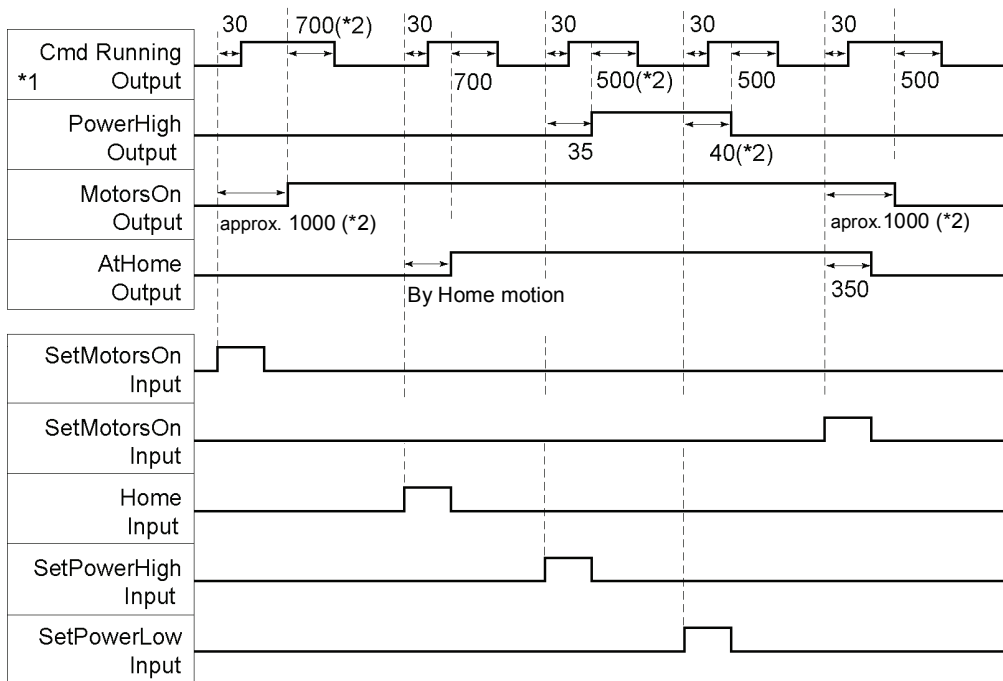 30 700(*2) 30 30 30 30
Cmd Running
*1 Output
700 500(*2) 500 500
PowerHigh
Output
35 40(*2)
MotorsOn
Output
approx. 1000 (*2) aprox.1000 (*2)
AtHome
Output
By Home motion 350
SetMotorsOn
Input
SetMotorsOn
Input
Home
Input
SetPowerHigh
Input
SetPowerLow
Input